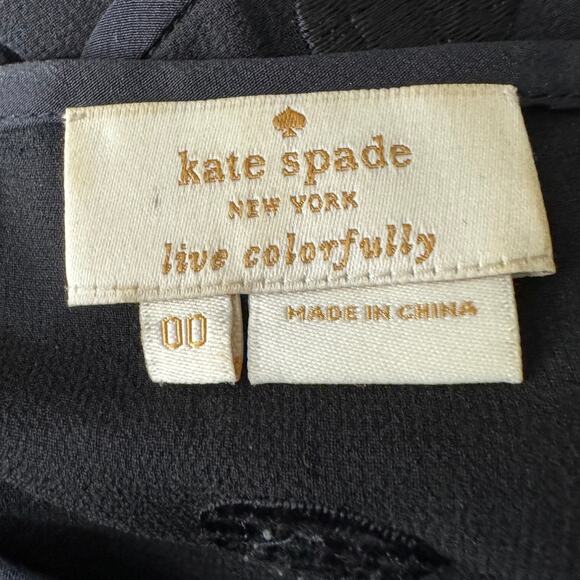 kate spade
NEW YORK
live colorfully
00
MADE IN CHINA